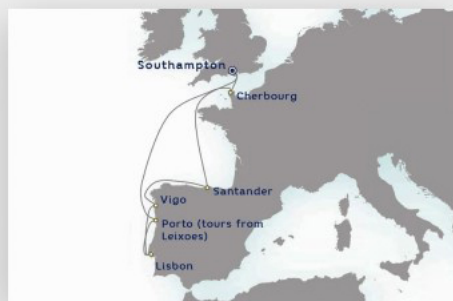 Southampton
Cherbourg
Santander
Vigo
Porto (tours from
Leixoes)
Lisbon